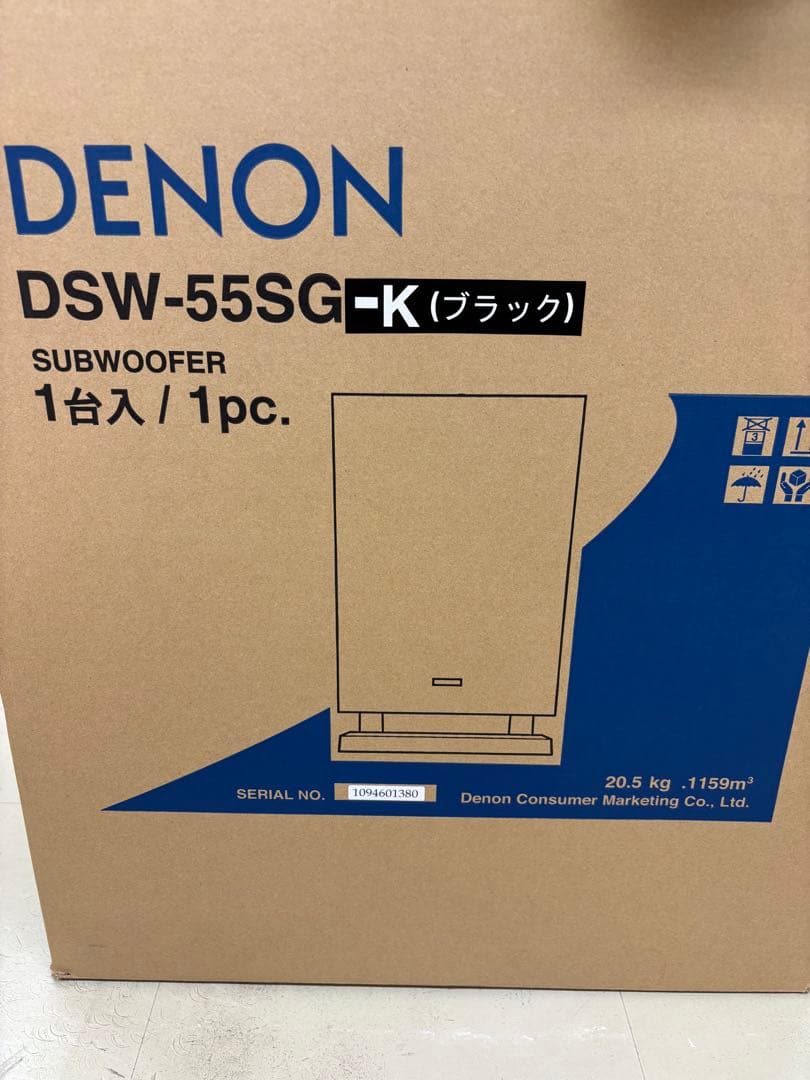 DENON
DSW-55SG-K (ブラック)
SUBWOOFER
1台入 / 1pc.
3
20.5 kg .1159m³
SERIAL NO. 1094601380
Denon Consumer Marketing Co., Ltd.